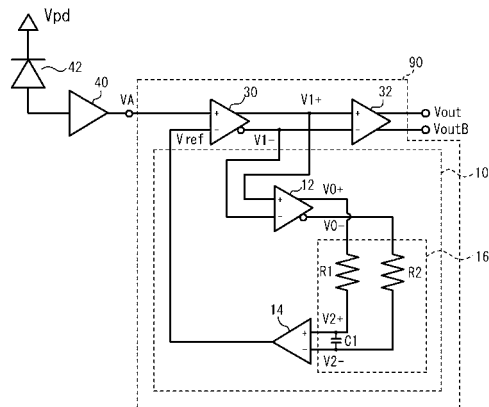 Vpd
42
90
40
VA
30
V1+
32
Vout
VoutB
Vref
V1-
10
12
V0+
V0-
16
R1
R2
14
V2+
C1
V2-